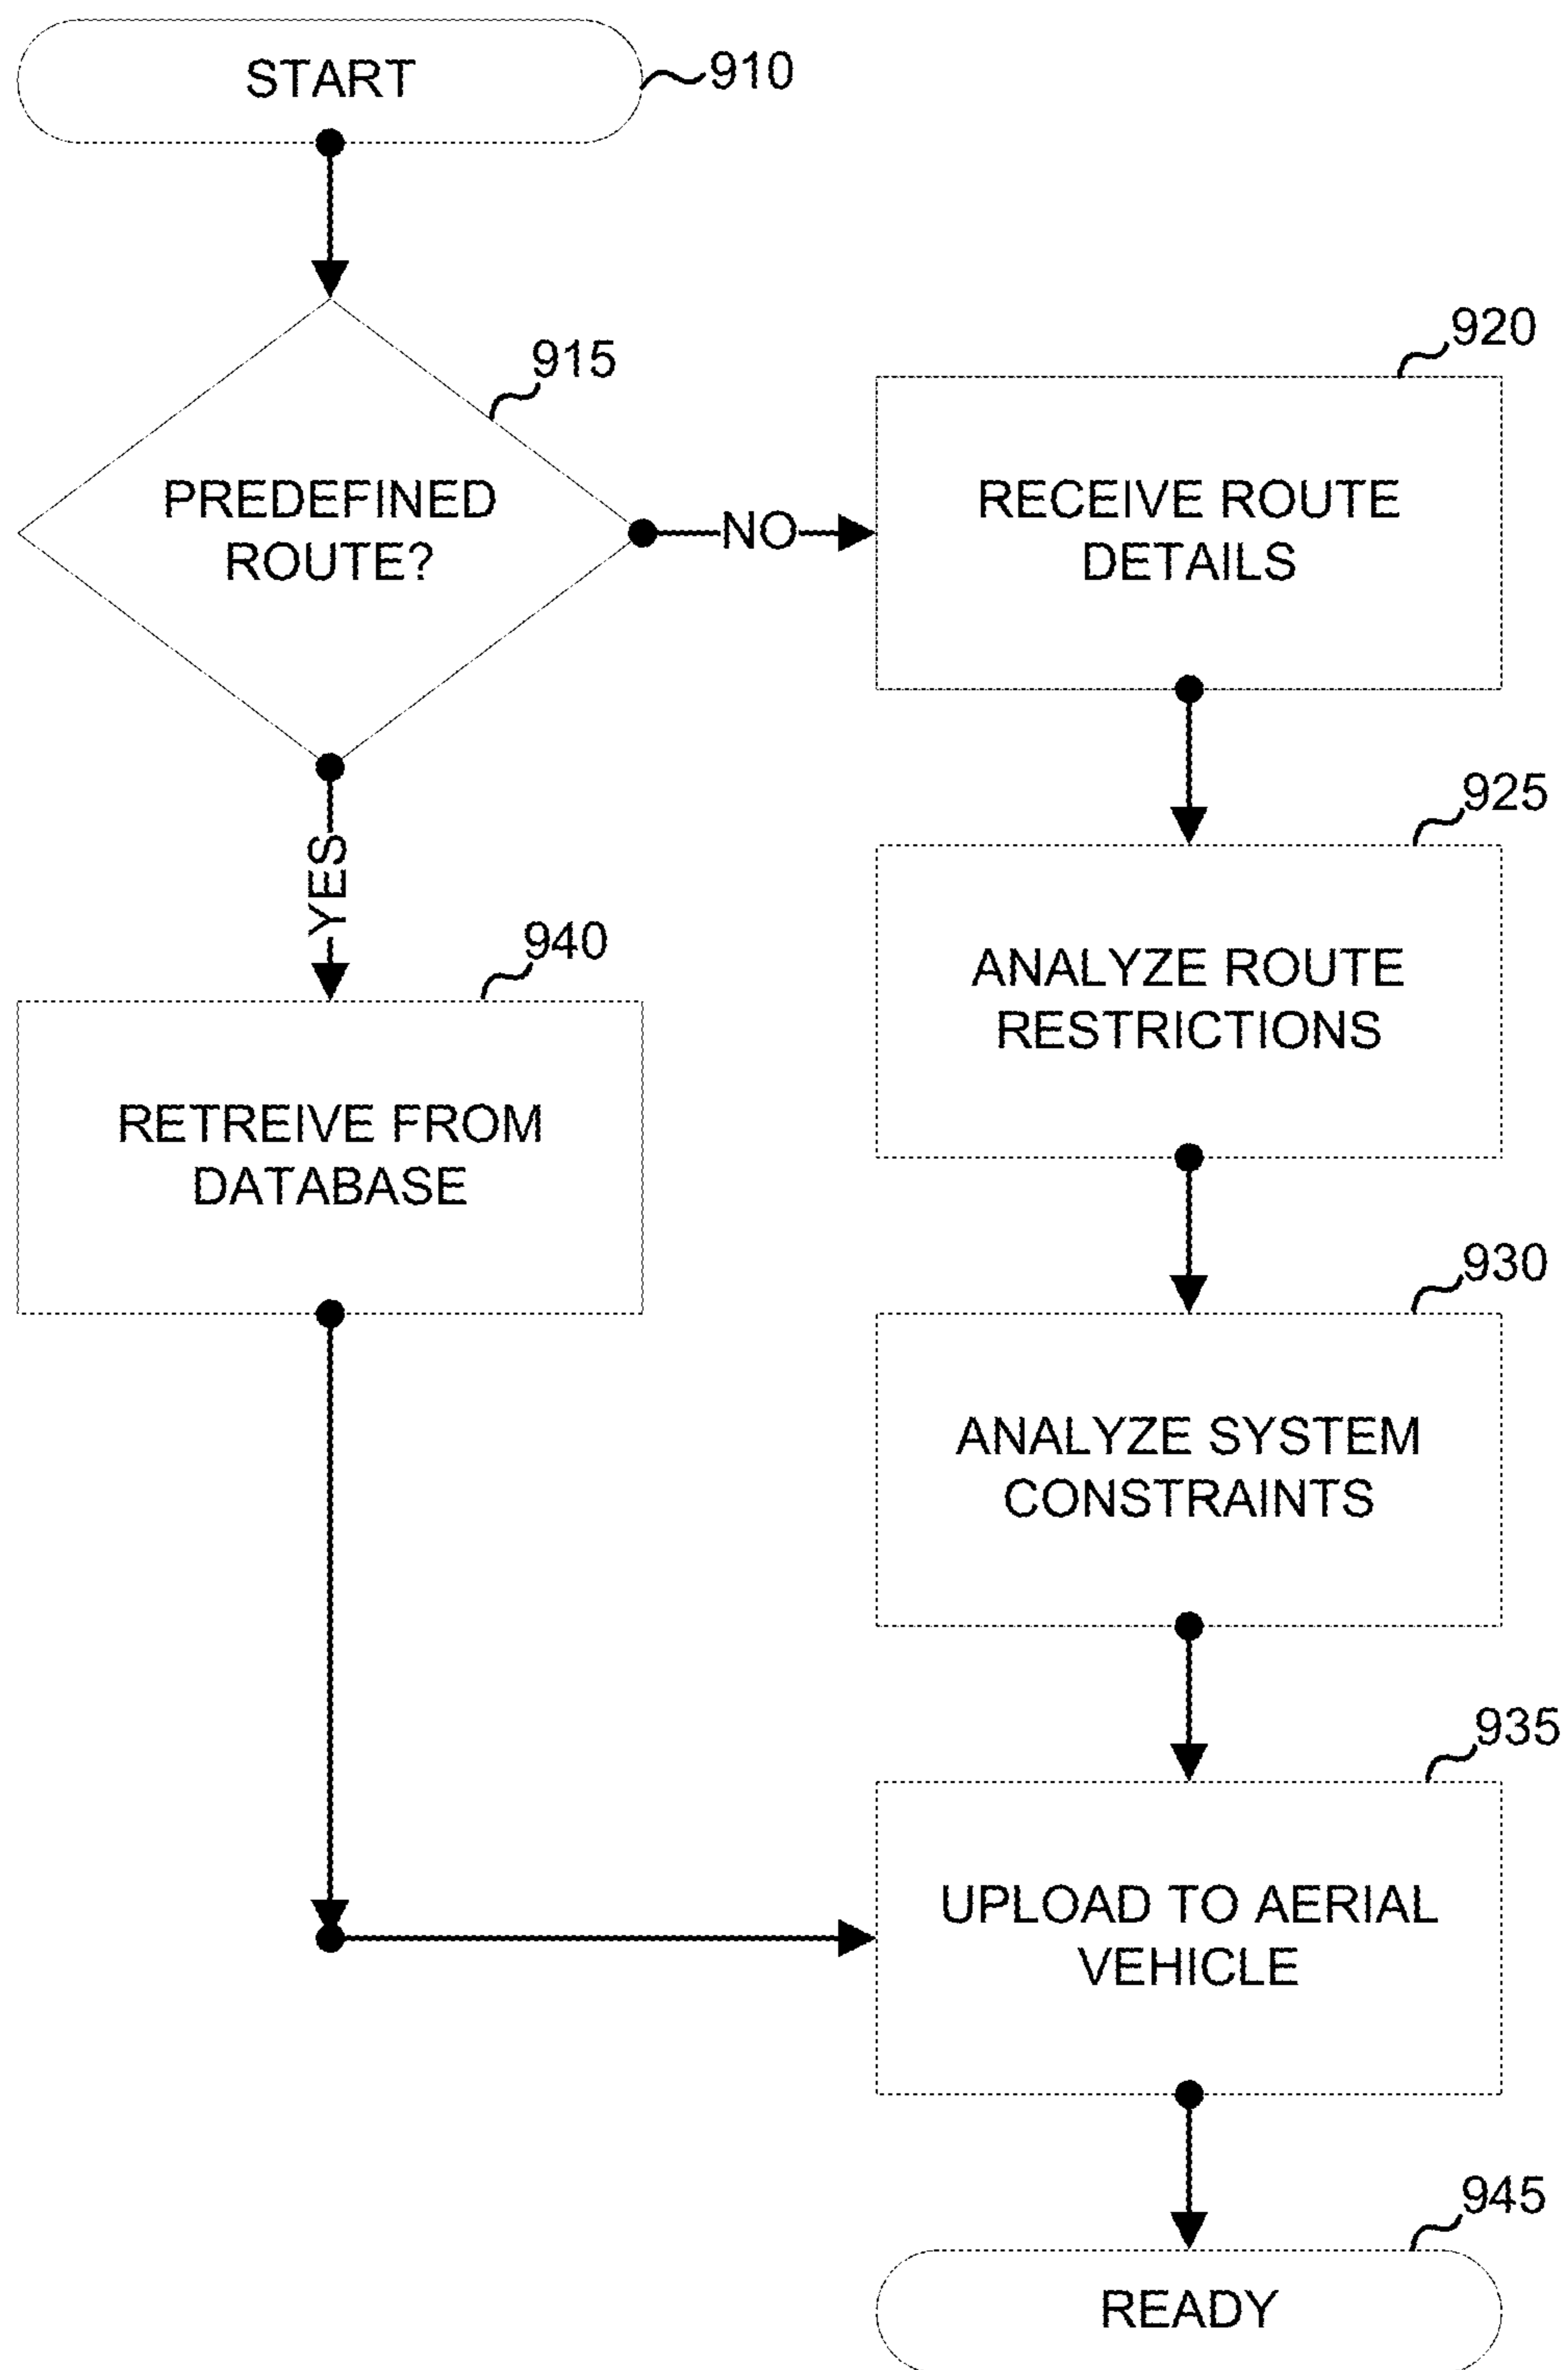 START
910
915
PREDEFINED
ROUTE?
NO
920
RECEIVE ROUTE
DETAILS
925
ANALYZE ROUTE
RESTRICTIONS
YES
940
RETREIVE FROM
DATABASE
930
ANALYZE SYSTEM
CONSTRAINTS
935
UPLOAD TO AERIAL
VEHICLE
945
READY